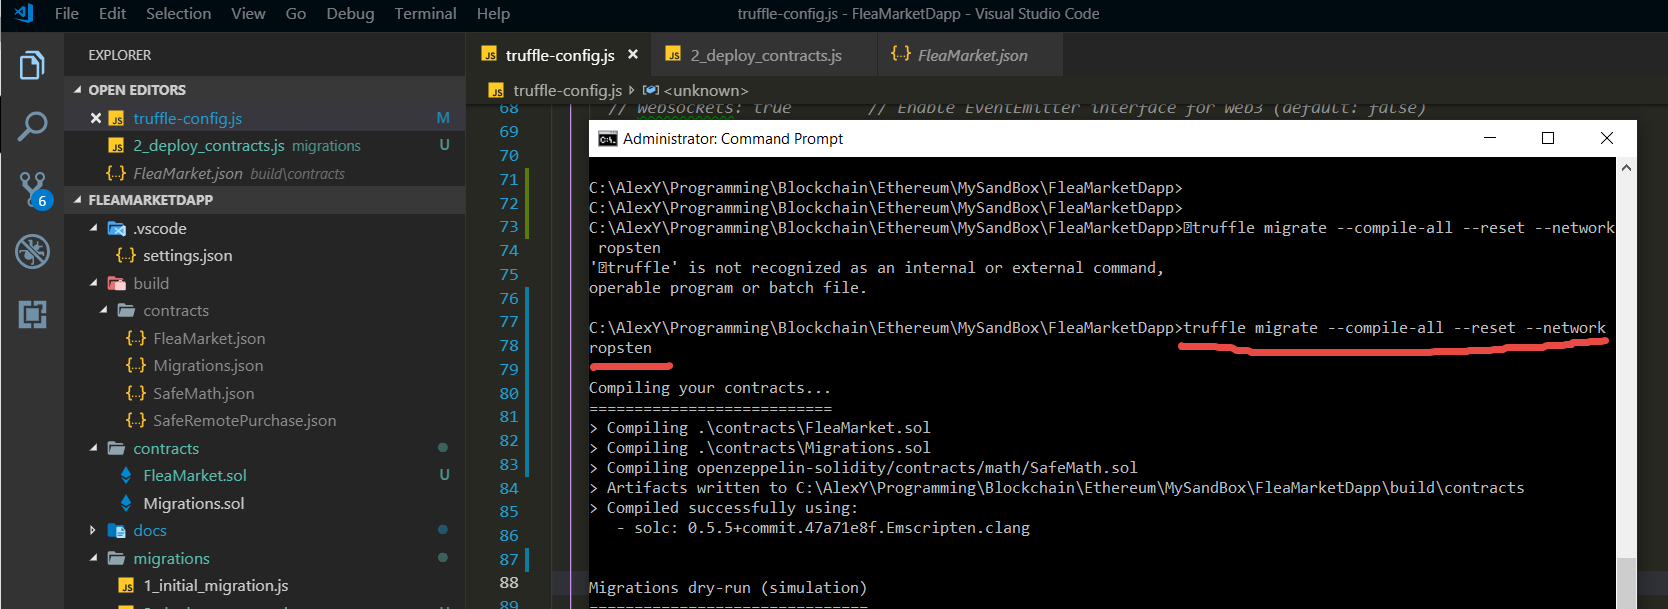 File Edit Selection View Go Debug Terminal Help
truffle-config.js - FleaMarketDapp - Visual Studio Code
EXPLORER
OPEN EDITORS
truffle-config.js M
2_deploy_contracts.js migrations U
FleaMarket.json build\contracts
6
FLEAMARKETDAPP
.vscode
settings.json
build
contracts
FleaMarket.json
Migrations.json
SafeMath.json
SafeRemotePurchase.json
contracts
FleaMarket.sol U
Migrations.sol
docs
migrations
1_initial_migration.js
truffle-config.js
2_deploy_contracts.js
FleaMarket.json
truffle-config.js <unknown>
68 // websockets: true // Enable EventEmitter interface for web3 (default: false)
69
70
71
72
73
74
75
76
77
78
79
80
81
82
83
84
85
86
87
88
89
Administrator: Command Prompt
C:\AlexY\Programming\Blockchain\Ethereum\MySandBox\FleaMarketDapp>
C:\AlexY\Programming\Blockchain\Ethereum\MySandBox\FleaMarketDapp>
C:\AlexY\Programming\Blockchain\Ethereum\MySandBox\FleaMarketDapp>truffle migrate --compile-all --reset --network
ropsten
'truffle' is not recognized as an internal or external command,
operable program or batch file.
C:\AlexY\Programming\Blockchain\Ethereum\MySandBox\FleaMarketDapp>truffle migrate --compile-all --reset --network
ropsten
Compiling your contracts...
===========================
> Compiling .\contracts\FleaMarket.sol
> Compiling .\contracts\Migrations.sol
> Compiling openzeppelin-solidity/contracts/math/SafeMath.sol
> Artifacts written to C:\AlexY\Programming\Blockchain\Ethereum\MySandBox\FleaMarketDapp\build\contracts
> Compiled successfully using:
- solc: 0.5.5+commit.47a71e8f.Emscripten.clang
Migrations dry-run (simulation)
===============================